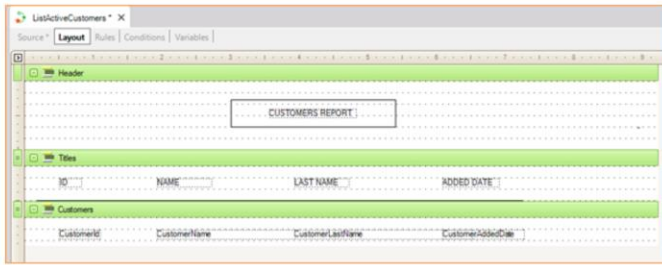 ListActiveCustomers * X
Source * Layout Rules Conditions Variables
Header
CUSTOMERS REPORT
Titles
ID NAME LAST NAME ADDED DATE
Customers
CustomerId CustomerName CustomerLastName CustomerAddedDate